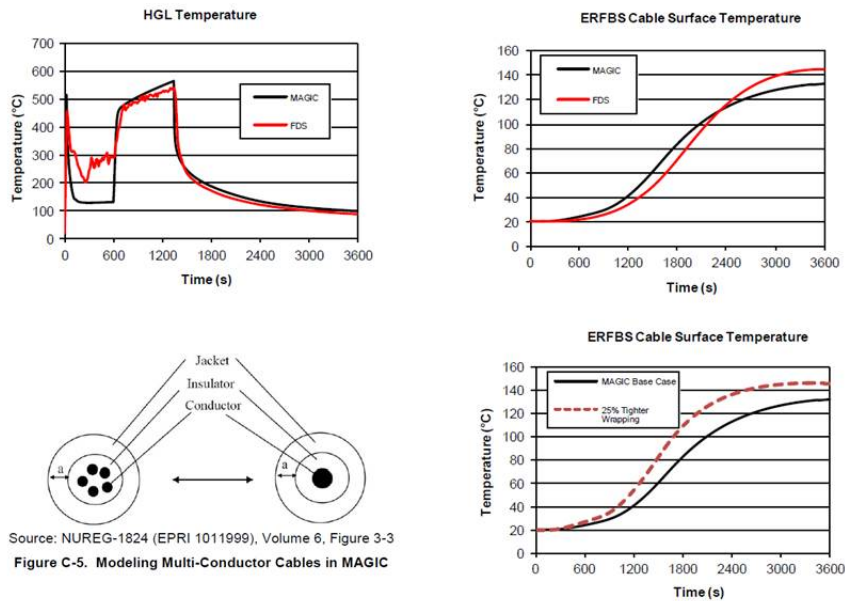 HGL Temperature
Temperature (°C)
700
600
500
400
300
200
100
0
MAGIC
FDS
0 600 1200 1800 2400 3000 3600
Time (s)
ERFBS Cable Surface Temperature
Temperature (°C)
160
140
120
100
80
60
40
20
0
MAGIC
FDS
0 600 1200 1800 2400 3000 3600
Time (s)
Jacket
Insulator
Conductor
a
a
Source: NUREG-1824 (EPRI 1011999), Volume 6, Figure 3-3
Figure C-5. Modeling Multi-Conductor Cables in MAGIC
ERFBS Cable Surface Temperature
Temperature (°C)
160
140
120
100
80
60
40
20
0
MAGIC Base Case
25% Tighter
Wrapping
0 600 1200 1800 2400 3000 3600
Time (s)